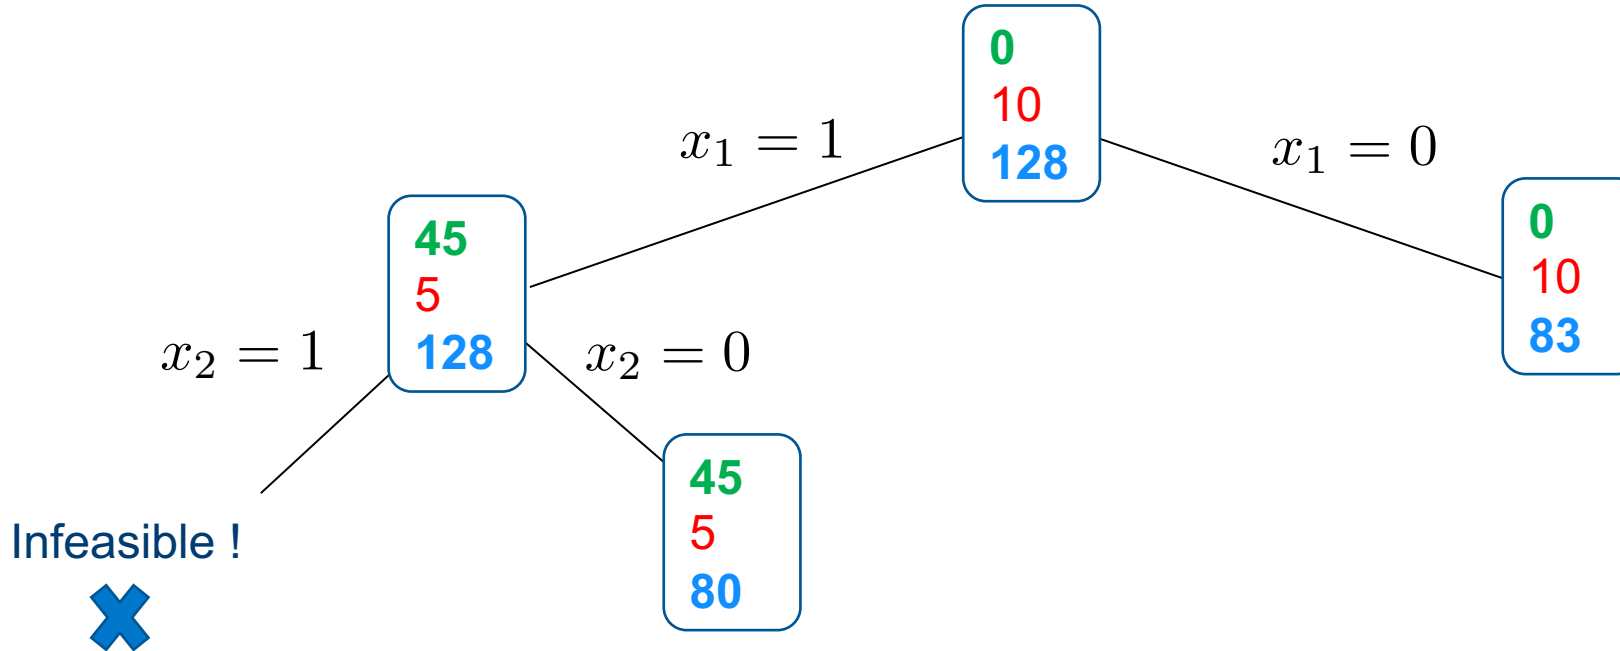 0
10
128
x₁ = 1
x₁ = 0
45
5
128
0
10
83
x₂ = 1
x₂ = 0
45
5
80
Infeasible !